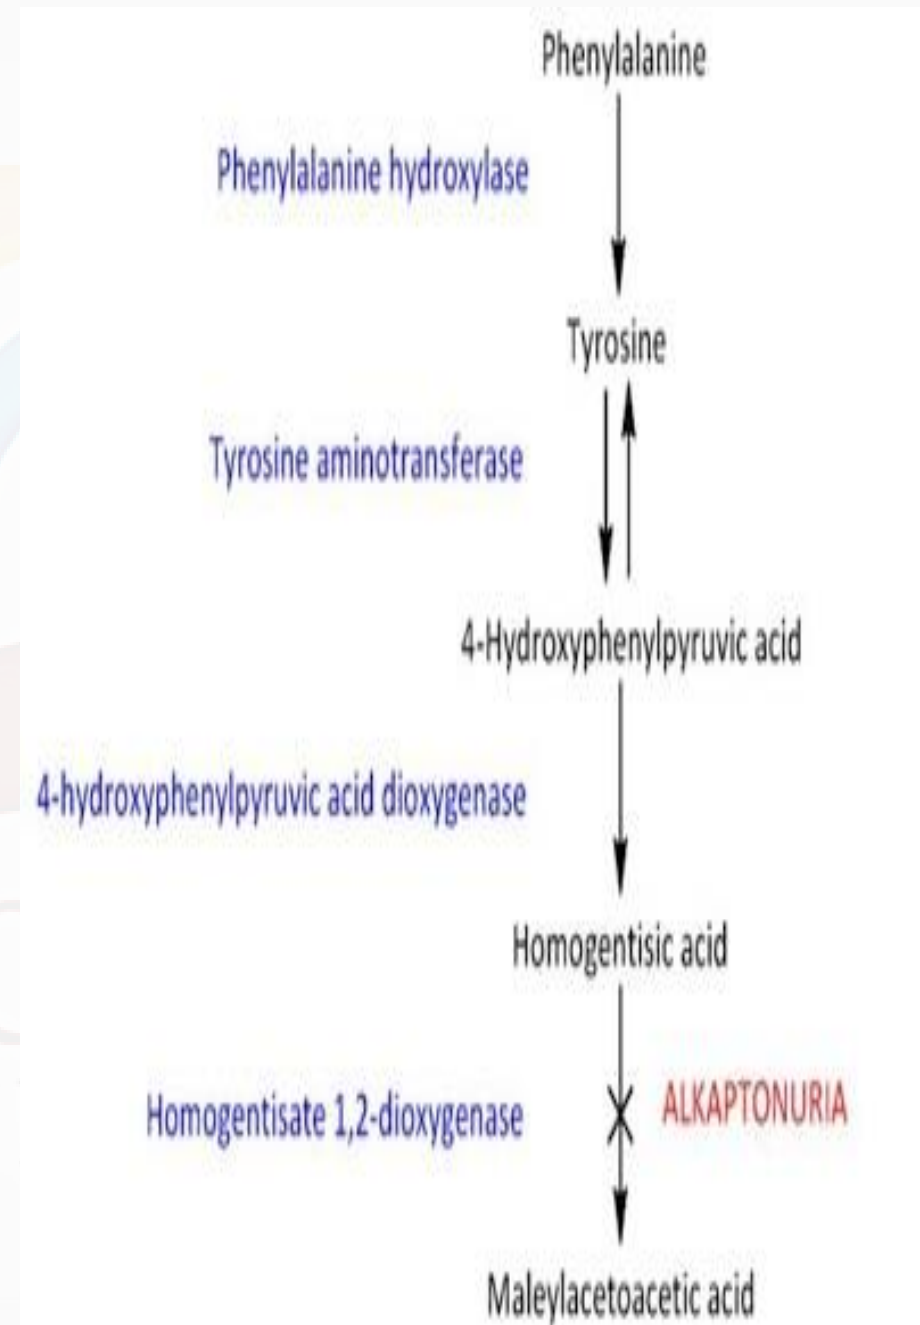 Phenylalanine
Phenylalanine hydroxylase
Tyrosine
Tyrosine aminotransferase
4-Hydroxyphenylpyruvic acid
4-hydroxyphenylpyruvic acid dioxygenase
Homogentisic acid
Homogentisate 1,2-dioxygenase
ALKAPTONURIA
Maleylacetoacetic acid